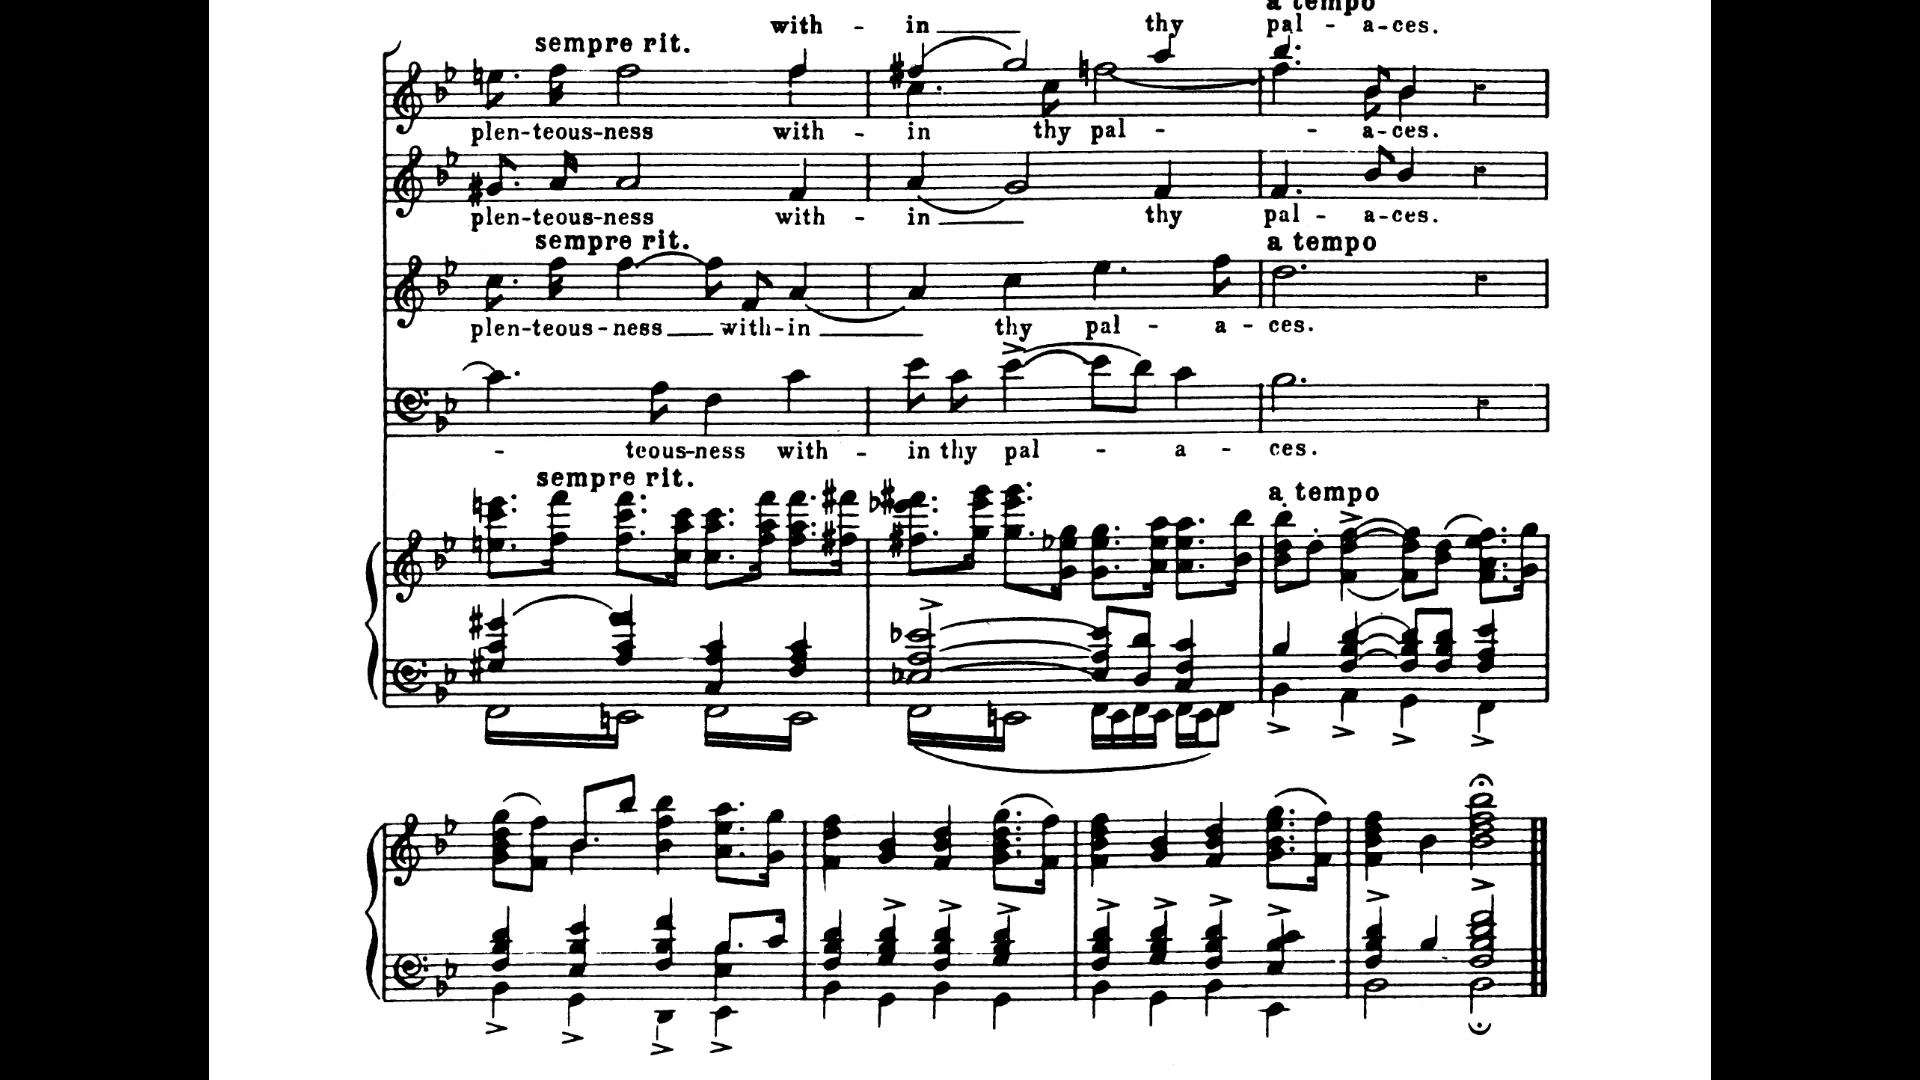 a tempo
with - in thy pal - a-ces.
sempre rit.
plen-teous-ness with - in thy pal - - a-ces.
plen-teous-ness with - in thy pal - a-ces.
sempre rit. a tempo
plen-teous-ness with-in thy pal - a - ces.
- teous-ness with - in thy pal - a - ces.
sempre rit.
a tempo